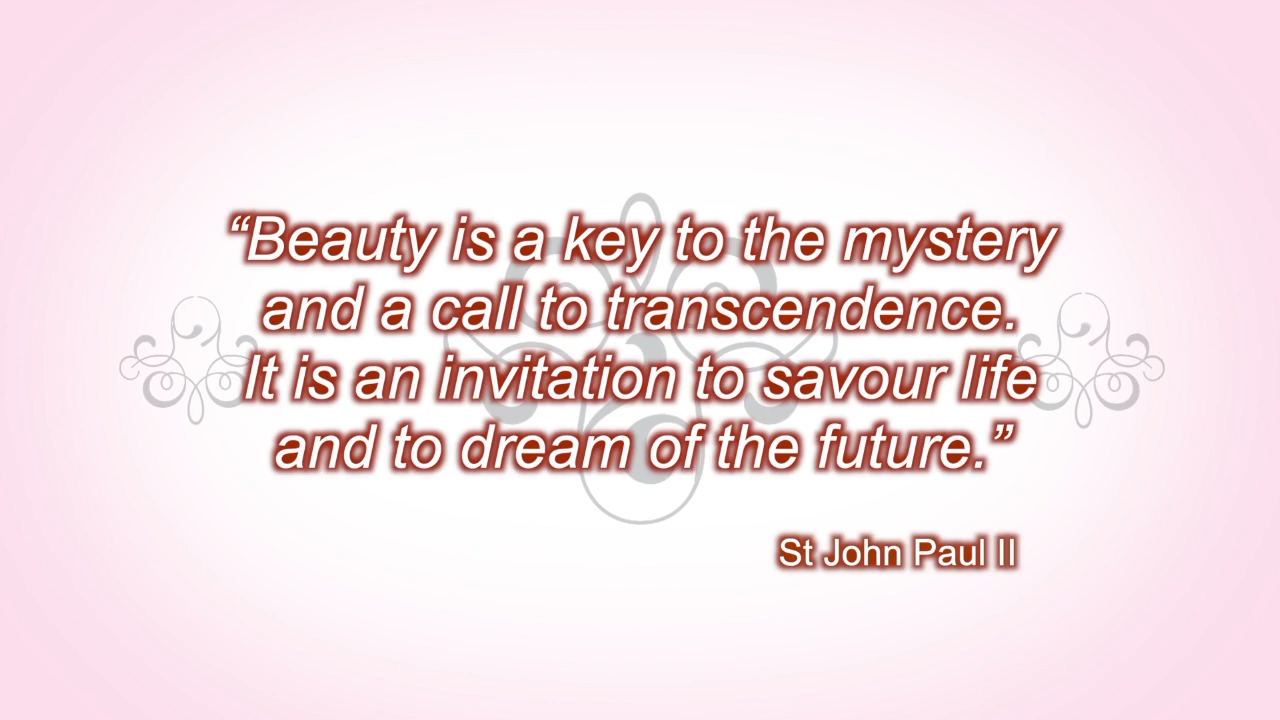 “Beauty is a key to the mystery
and a call to transcendence.
It is an invitation to savour life
and to dream of the future.”
St John Paul II